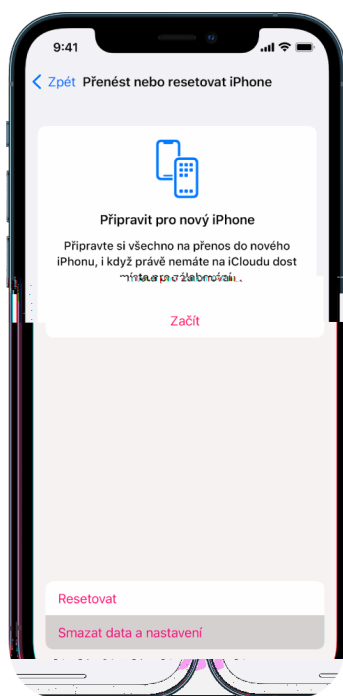 9:41
Zpět Přenést nebo resetovat iPhone
Připravit pro nový iPhone
Připravte si všechno na přenos do nového
iPhonu, i když právě nemáte na iCloudu dost
Začít
Resetovat
Smazat data a nastavení